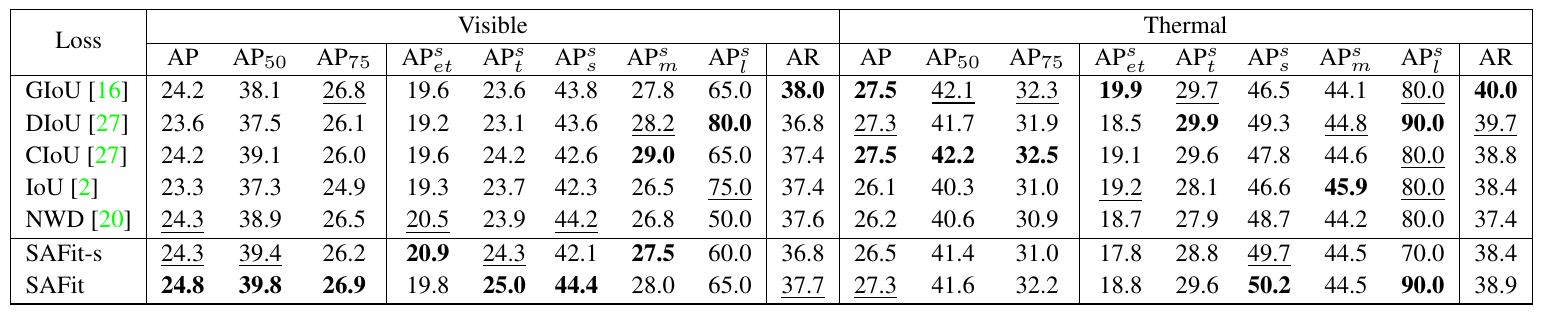 Loss Visible Thermal
AP AP50 AP75 AP^s_et AP^s_t AP^s_s AP^s_m AP^s_l AR AP AP50 AP75 AP^s_et AP^s_t AP^s_s AP^s_m AP^s_l AR
GIoU [16] 24.2 38.1 26.8 19.6 23.6 43.8 27.8 65.0 38.0 27.5 42.1 32.3 19.9 29.7 46.5 44.1 80.0 40.0
DIoU [27] 23.6 37.5 26.1 19.2 23.1 43.6 28.2 80.0 36.8 27.3 41.7 31.9 18.5 29.9 49.3 44.8 90.0 39.7
CIoU [27] 24.2 39.1 26.0 19.6 24.2 42.6 29.0 65.0 37.4 27.5 42.2 32.5 19.1 29.6 47.8 44.6 80.0 38.8
IoU [2] 23.3 37.3 24.9 19.3 23.7 42.3 26.5 75.0 37.4 26.1 40.3 31.0 19.2 28.1 46.6 45.9 80.0 38.4
NWD [20] 24.3 38.9 26.5 20.5 23.9 44.2 26.8 50.0 37.6 26.2 40.6 30.9 18.7 27.9 48.7 44.2 80.0 37.4
SAFit-s 24.3 39.4 26.2 20.9 24.3 42.1 27.5 60.0 36.8 26.5 41.4 31.0 17.8 28.8 49.7 44.5 70.0 38.4
SAFit 24.8 39.8 26.9 19.8 25.0 44.4 28.0 65.0 37.7 27.3 41.6 32.2 18.8 29.6 50.2 44.5 90.0 38.9